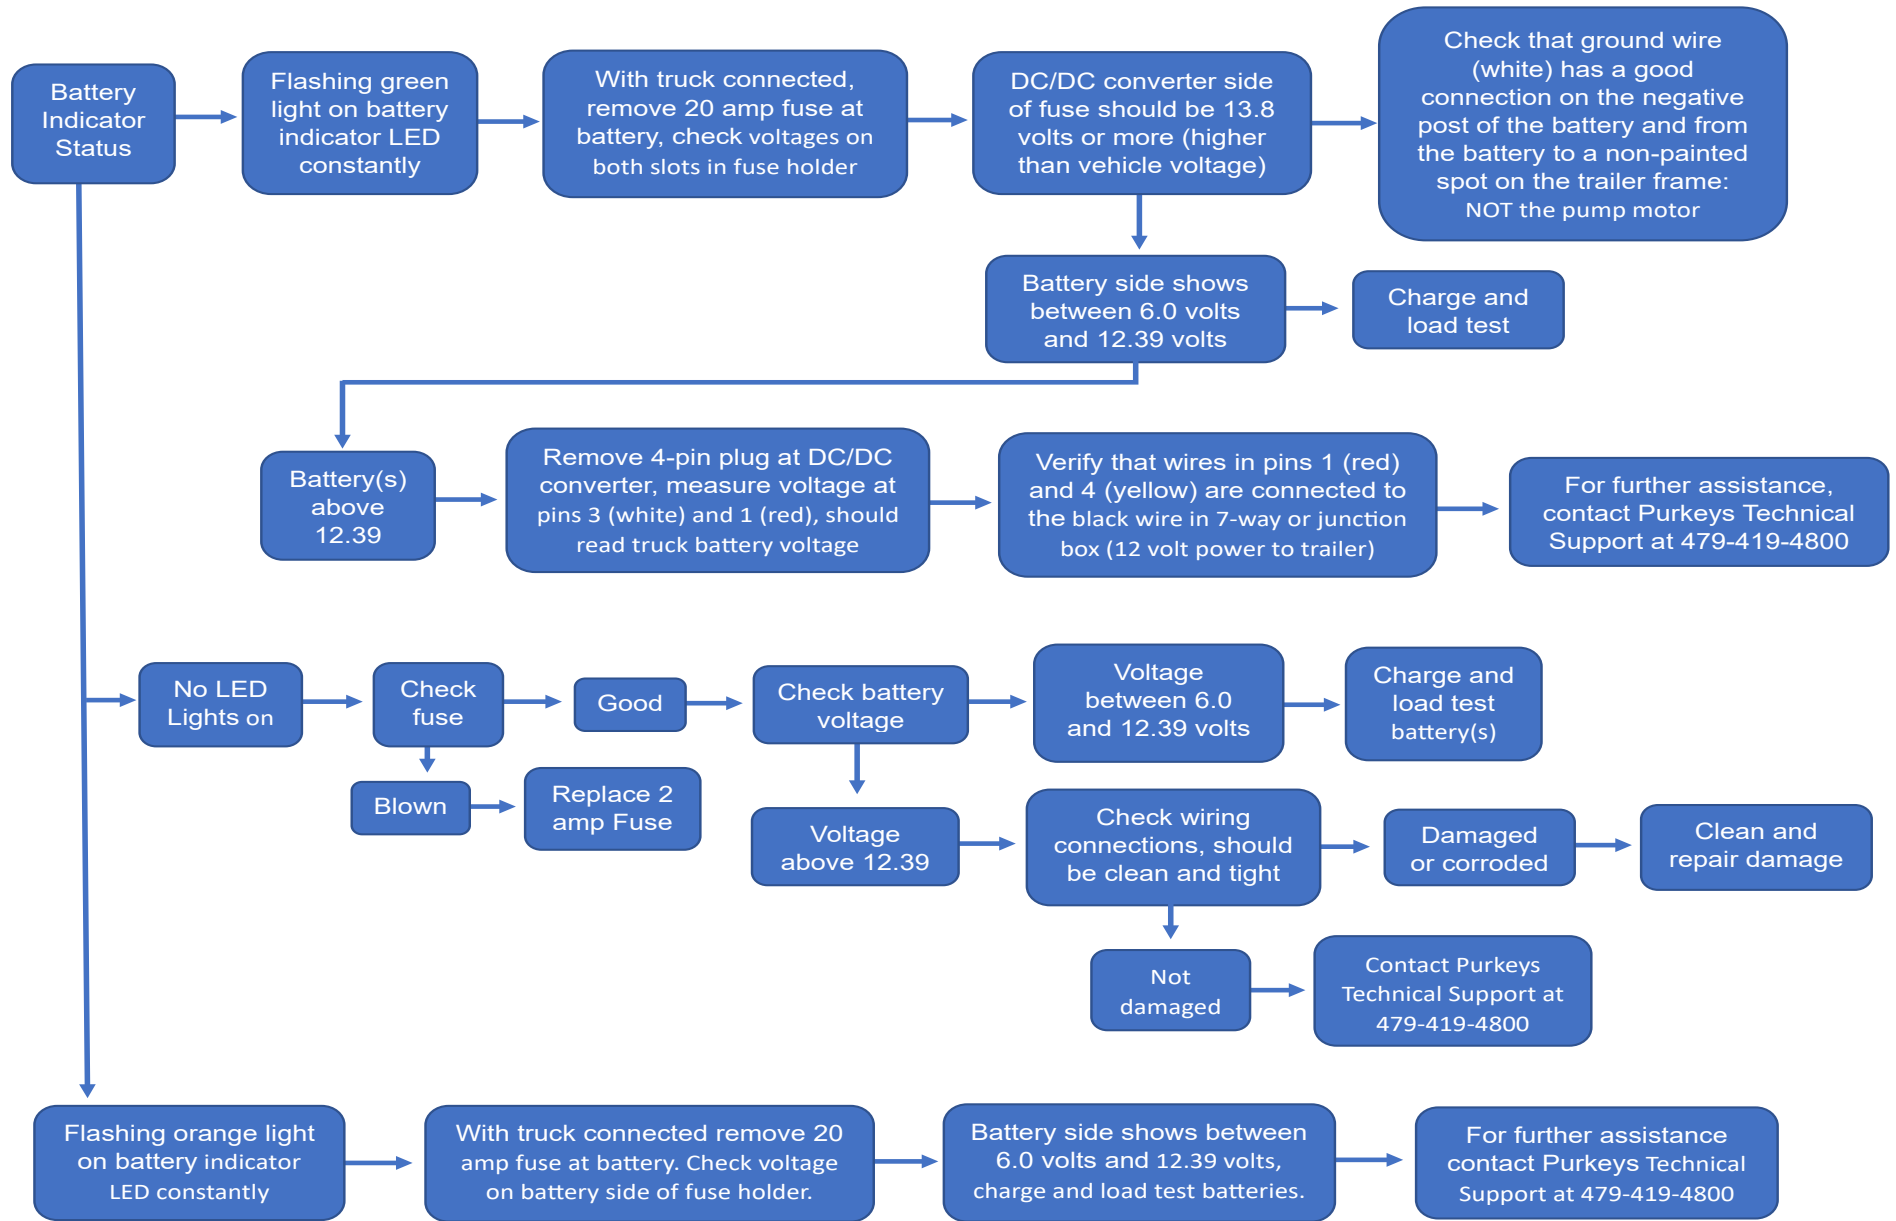 Battery
Indicator
Status
Flashing green
light on battery
indicator LED
constantly
With truck connected,
remove 20 amp fuse at
battery, check voltages on
both slots in fuse holder
DC/DC converter side
of fuse should be 13.8
volts or more (higher
than vehicle voltage)
Check that ground wire
(white) has a good
connection on the negative
post of the battery and from
the battery to a non-painted
spot on the trailer frame:
NOT the pump motor
Battery side shows
between 6.0 volts
and 12.39 volts
Charge and
load test
Battery(s)
above
12.39
Remove 4-pin plug at DC/DC
converter, measure voltage at
pins 3 (white) and 1 (red), should
read truck battery voltage
Verify that wires in pins 1 (red)
and 4 (yellow) are connected to
the black wire in 7-way or junction
box (12 volt power to trailer)
For further assistance,
contact Purkeys Technical
Support at 479-419-4800
No LED
Lights on
Check
fuse
Good
Check battery
voltage
Voltage
between 6.0
and 12.39 volts
Charge and
load test
battery(s)
Blown
Replace 2
amp Fuse
Voltage
above 12.39
Check wiring
connections, should
be clean and tight
Damaged
or corroded
Clean and
repair damage
Not
damaged
Contact Purkeys
Technical Support at
479-419-4800
Flashing orange light
on battery indicator
LED constantly
With truck connected remove 20
amp fuse at battery. Check voltage
on battery side of fuse holder.
Battery side shows between
6.0 volts and 12.39 volts,
charge and load test batteries.
For further assistance
contact Purkeys Technical
Support at 479-419-4800